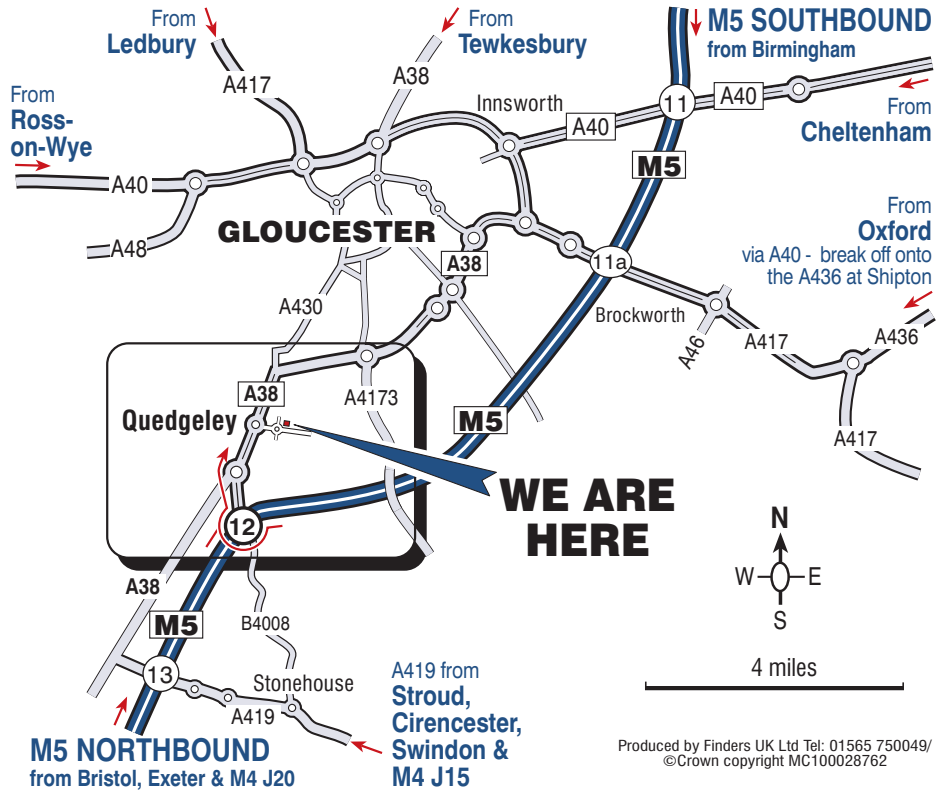 From
Ledbury
From
Tewkesbury
M5 SOUTHBOUND
from Birmingham
A417
A38
From
Ross-
on-Wye
Innsworth
11
A40
A40
From
Cheltenham
M5
A40
A48
GLOUCESTER
From
Oxford
via A40 - break off onto
the A436 at Shipton
A38
11a
A430
Brockworth
A46
A417
A436
A38
A4173
Quedgeley
M5
A417
WE ARE
HERE
12
N
W
E
S
A38
M5
B4008
13
Stonehouse
A419
A419 from
Stroud,
Cirencester,
Swindon &
M4 J15
4 miles
M5 NORTHBOUND
from Bristol, Exeter & M4 J20
Produced by Finders UK Ltd Tel: 01565 750049/
©Crown copyright MC100028762